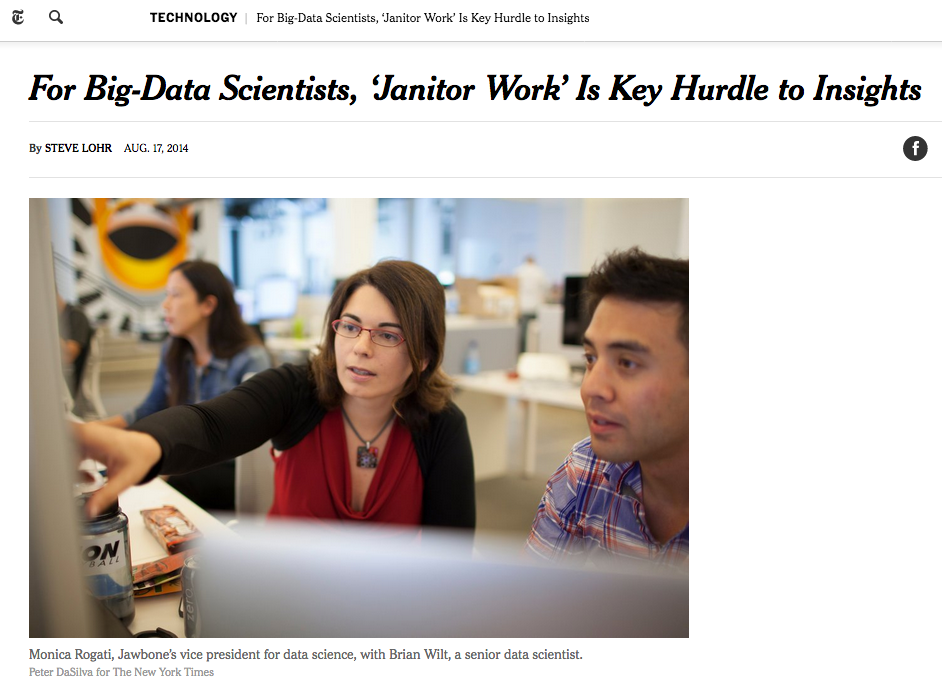 TECHNOLOGY | For Big-Data Scientists, ‘Janitor Work’ Is Key Hurdle to Insights
For Big-Data Scientists, ‘Janitor Work’ Is Key Hurdle to Insights
By STEVE LOHR AUG. 17, 2014
ON
BALL
Monica Rogati, Jawbone’s vice president for data science, with Brian Wilt, a senior data scientist.
Peter DaSilva for The New York Times